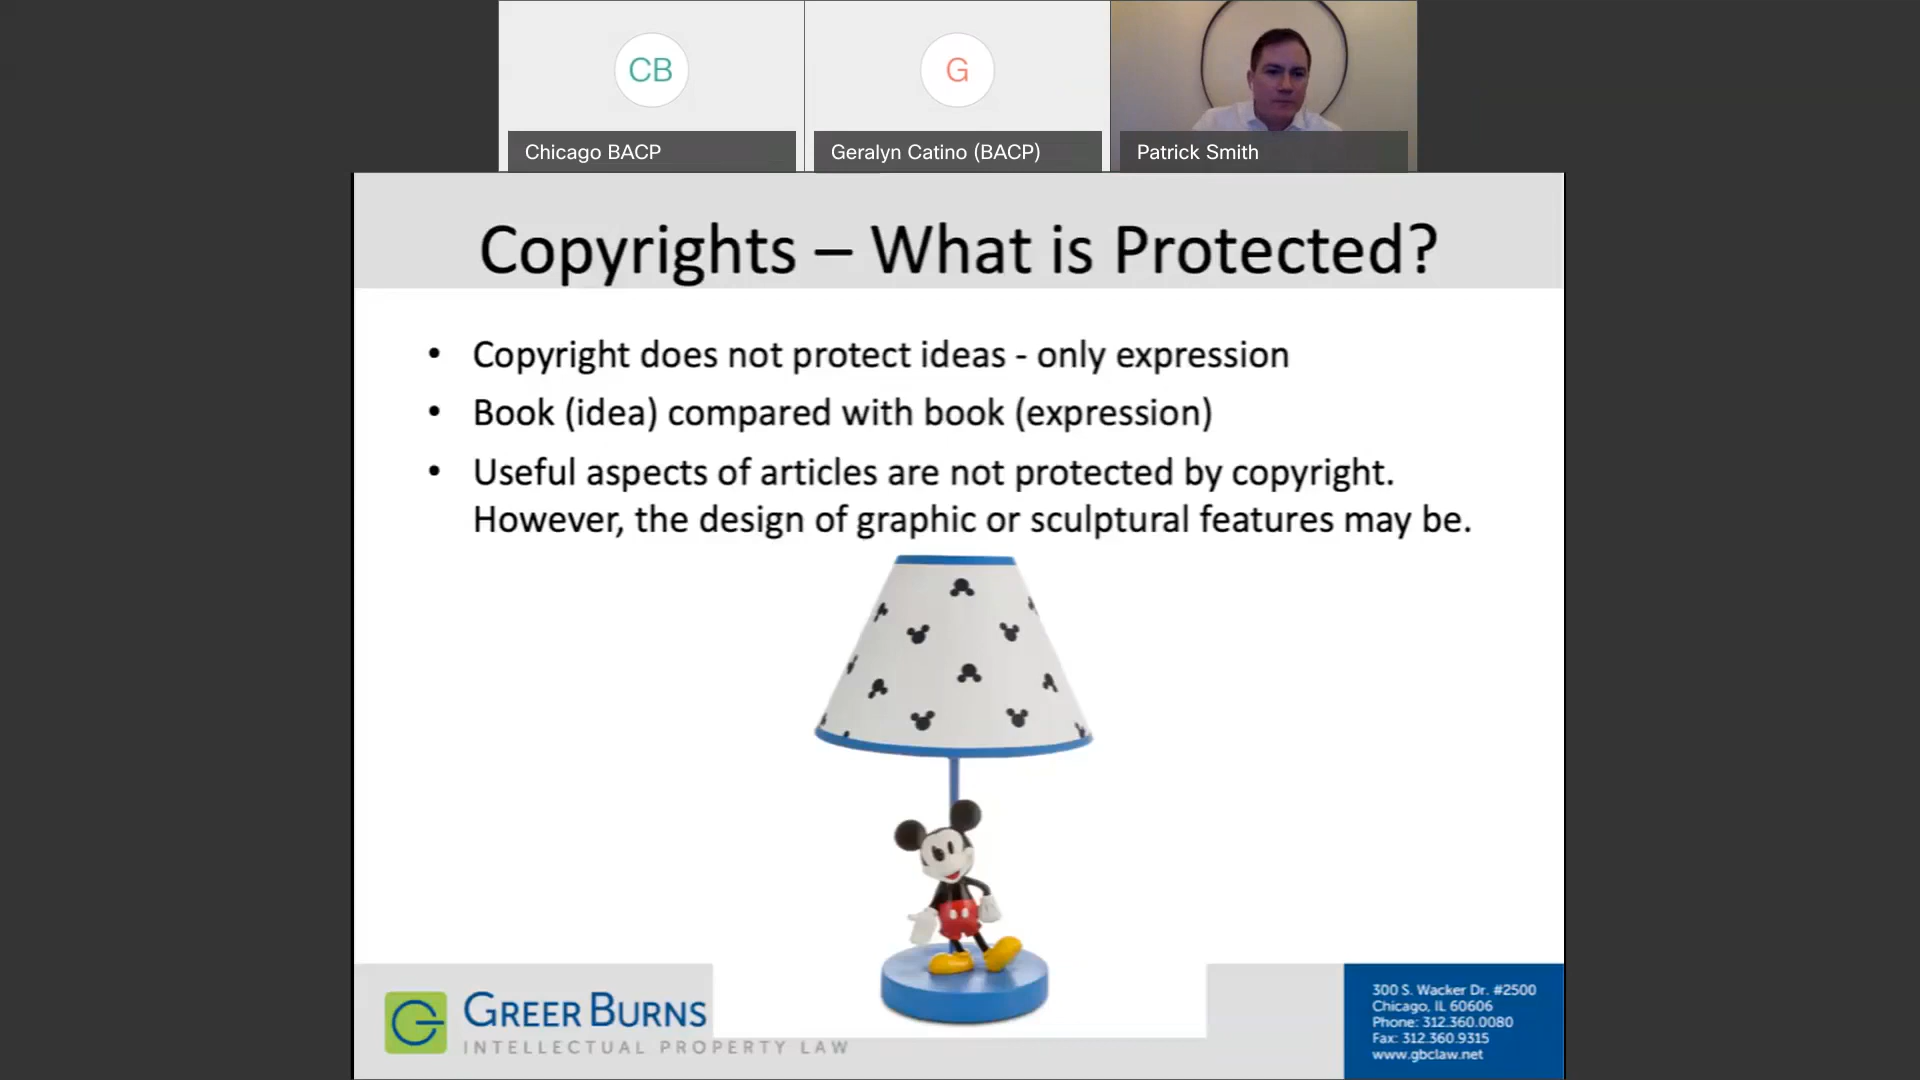 CB
G
Chicago BACP
Geralyn Catino (BACP)
Patrick Smith
Copyrights – What is Protected?
• Copyright does not protect ideas - only expression
• Book (idea) compared with book (expression)
• Useful aspects of articles are not protected by copyright.
However, the design of graphic or sculptural features may be.
GREER BURNS
INTELLECTUAL PROPERTY LAW
300 S. Wacker Dr. #2500
Chicago, IL 60606
Phone: 312.360.0080
Fax: 312.360.9315
www.gbclaw.net